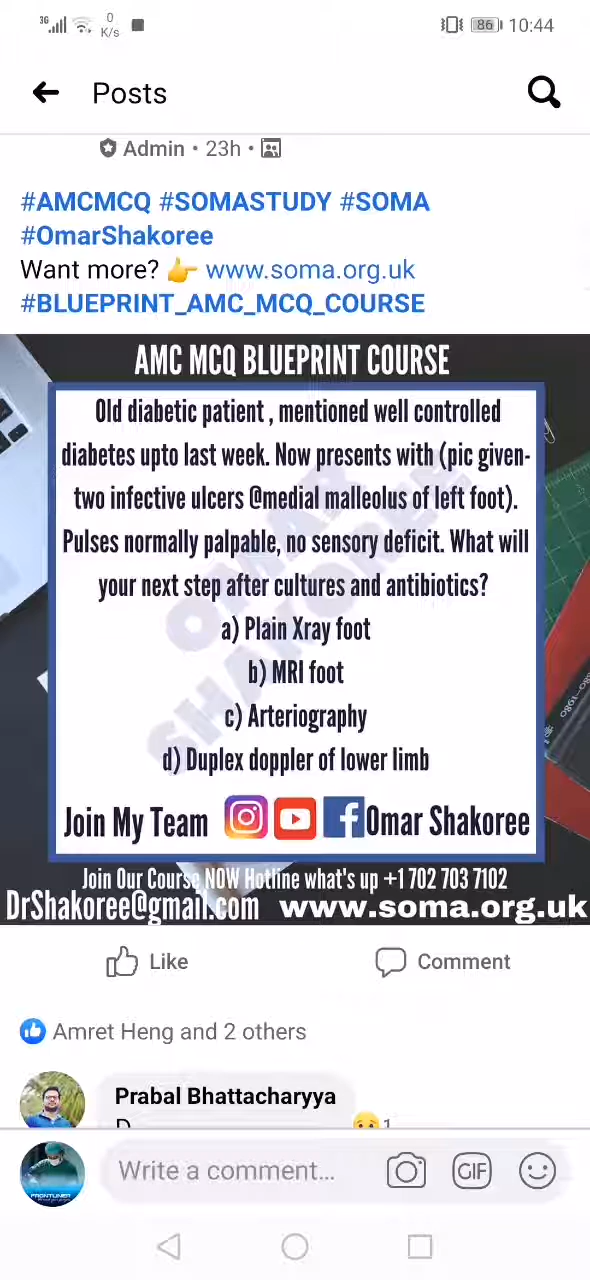 3G
0
K/s
86
10:44
Posts
Admin • 23h •
#AMCMCQ #SOMASTUDY #SOMA
#OmarShakoree
Want more? 👉 www.soma.org.uk
#BLUEPRINT_AMC_MCQ_COURSE
AMC MCQ BLUEPRINT COURSE
Old diabetic patient , mentioned well controlled
diabetes upto last week. Now presents with (pic given-
two infective ulcers @medial malleolus of left foot).
Pulses normally palpable, no sensory deficit. What will
your next step after cultures and antibiotics?
a) Plain Xray foot
b) MRI foot
c) Arteriography
d) Duplex doppler of lower limb
OMAR
SHAKOREE
Join My Team
Omar Shakoree
Join Our Course NOW Hotline what's up +1 702 703 7102
DrShakoree@gmail.com www.soma.org.uk
Like
Comment
Amret Heng and 2 others
Prabal Bhattacharyya
D
1
Write a comment...
GIF